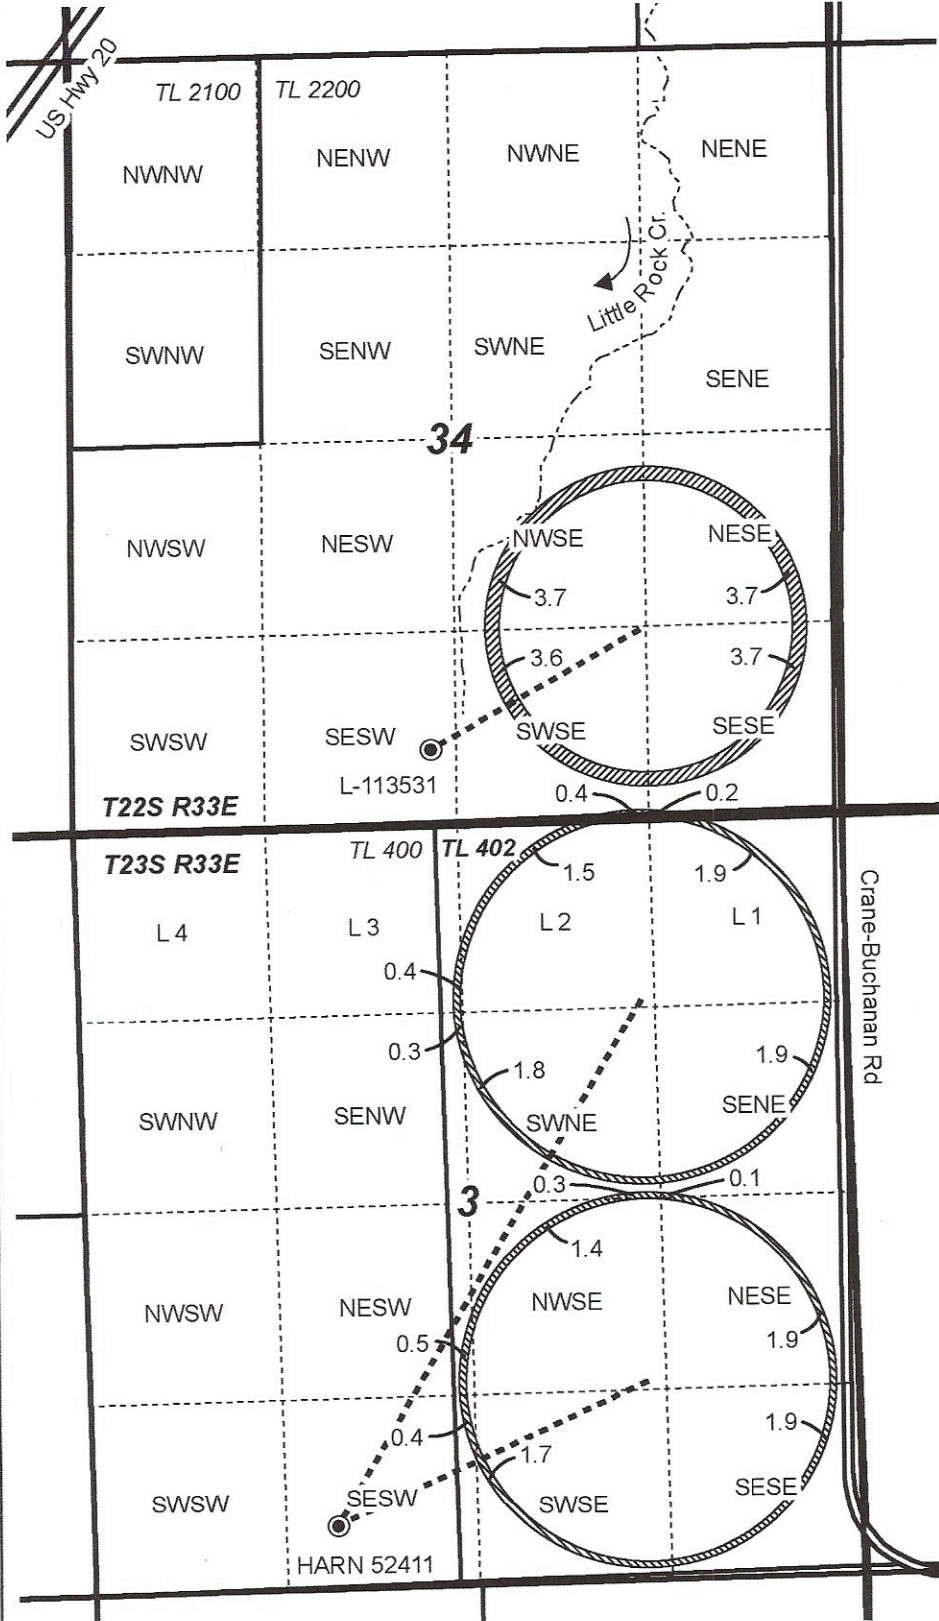 US Hwy 20
TL 2100
TL 2200
NWNW
NENW
NWNE
NENE
Little Rock Cr.
SWNW
SENW
SWNE
SENE
34
NWSW
NESW
NWSE
NESE
3.7
3.7
3.6
3.7
SWSW
SESW
SWSE
SESE
L-113531
0.4
0.2
T22S R33E
T23S R33E
TL 400
TL 402
1.5
1.9
L 4
L 3
L 2
L 1
Crane-Buchanan Rd
0.4
0.3
1.8
1.9
SWNW
SENW
SWNE
SENE
3
0.3
0.1
1.4
NWSW
NESW
NWSE
NESE
0.5
1.9
0.4
1.7
1.9
SWSW
SESW
SWSE
SESE
HARN 52411